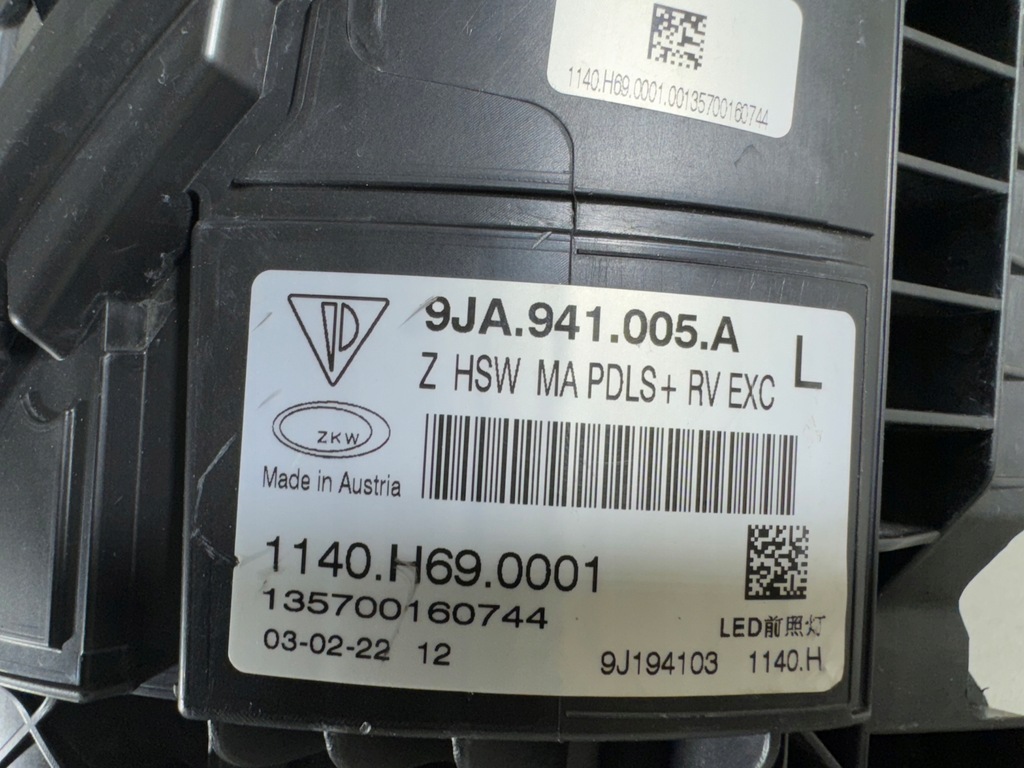 1140.H69.0001.00135700160744
9JA.941.005.A
L
Z HSW MA PDLS+ RV EXC
ZKW
Made in Austria
1140.H69.0001
135700160744
03-02-22 12
LED前照灯
9J194103 1140.H